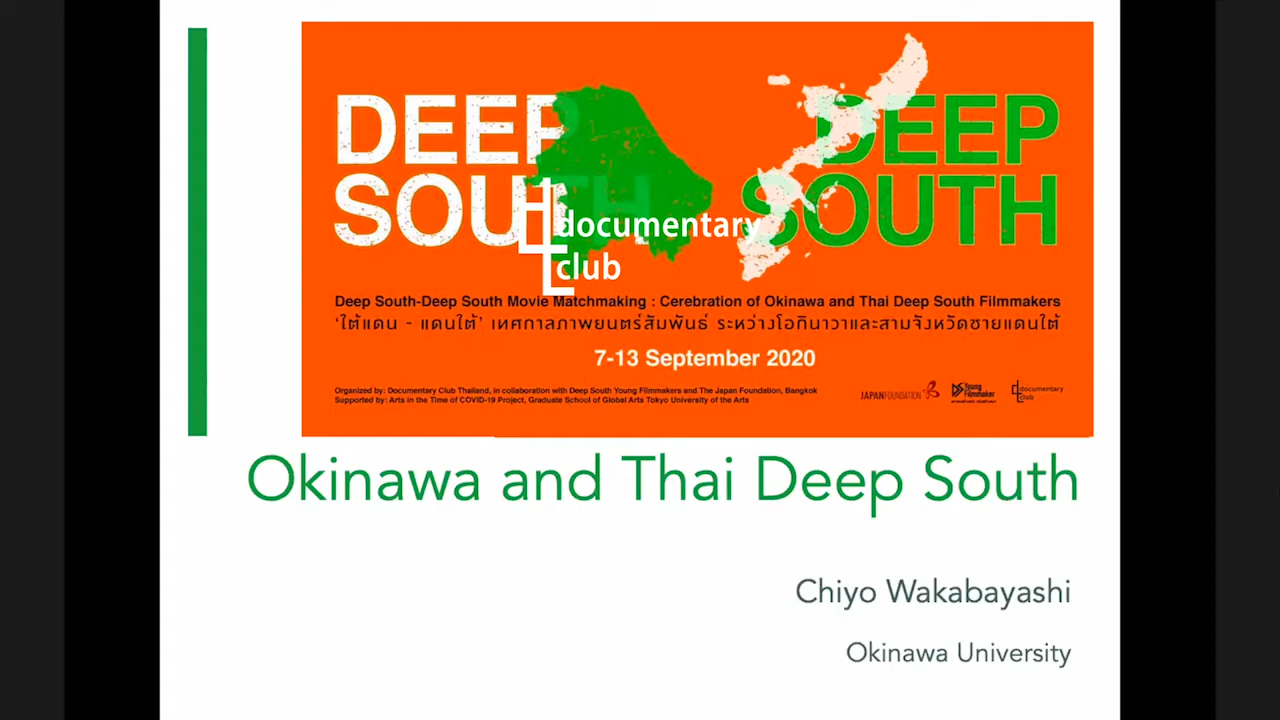 DEEP
SOUTH
DEEP
SOUTH
documentary
club
Deep South-Deep South Movie Matchmaking : Cerebration of Okinawa and Thai Deep South Filmmakers
‘ใต้แดน - แดนใต้’ เทศกาลภาพยนตร์สัมพันธ์ ระหว่างโอกินาวาและสามจังหวัดชายแดนใต้
7-13 September 2020
Organized by: Documentary Club Thailand, in collaboration with Deep South Young Filmmakers and The Japan Foundation, Bangkok
Supported by: Arts in the Time of COVID-19 Project, Graduate School of Global Arts Tokyo University of the Arts
JAPANFOUNDATION
Young
Filmmaker
documentary
club
Okinawa and Thai Deep South
Chiyo Wakabayashi
Okinawa University